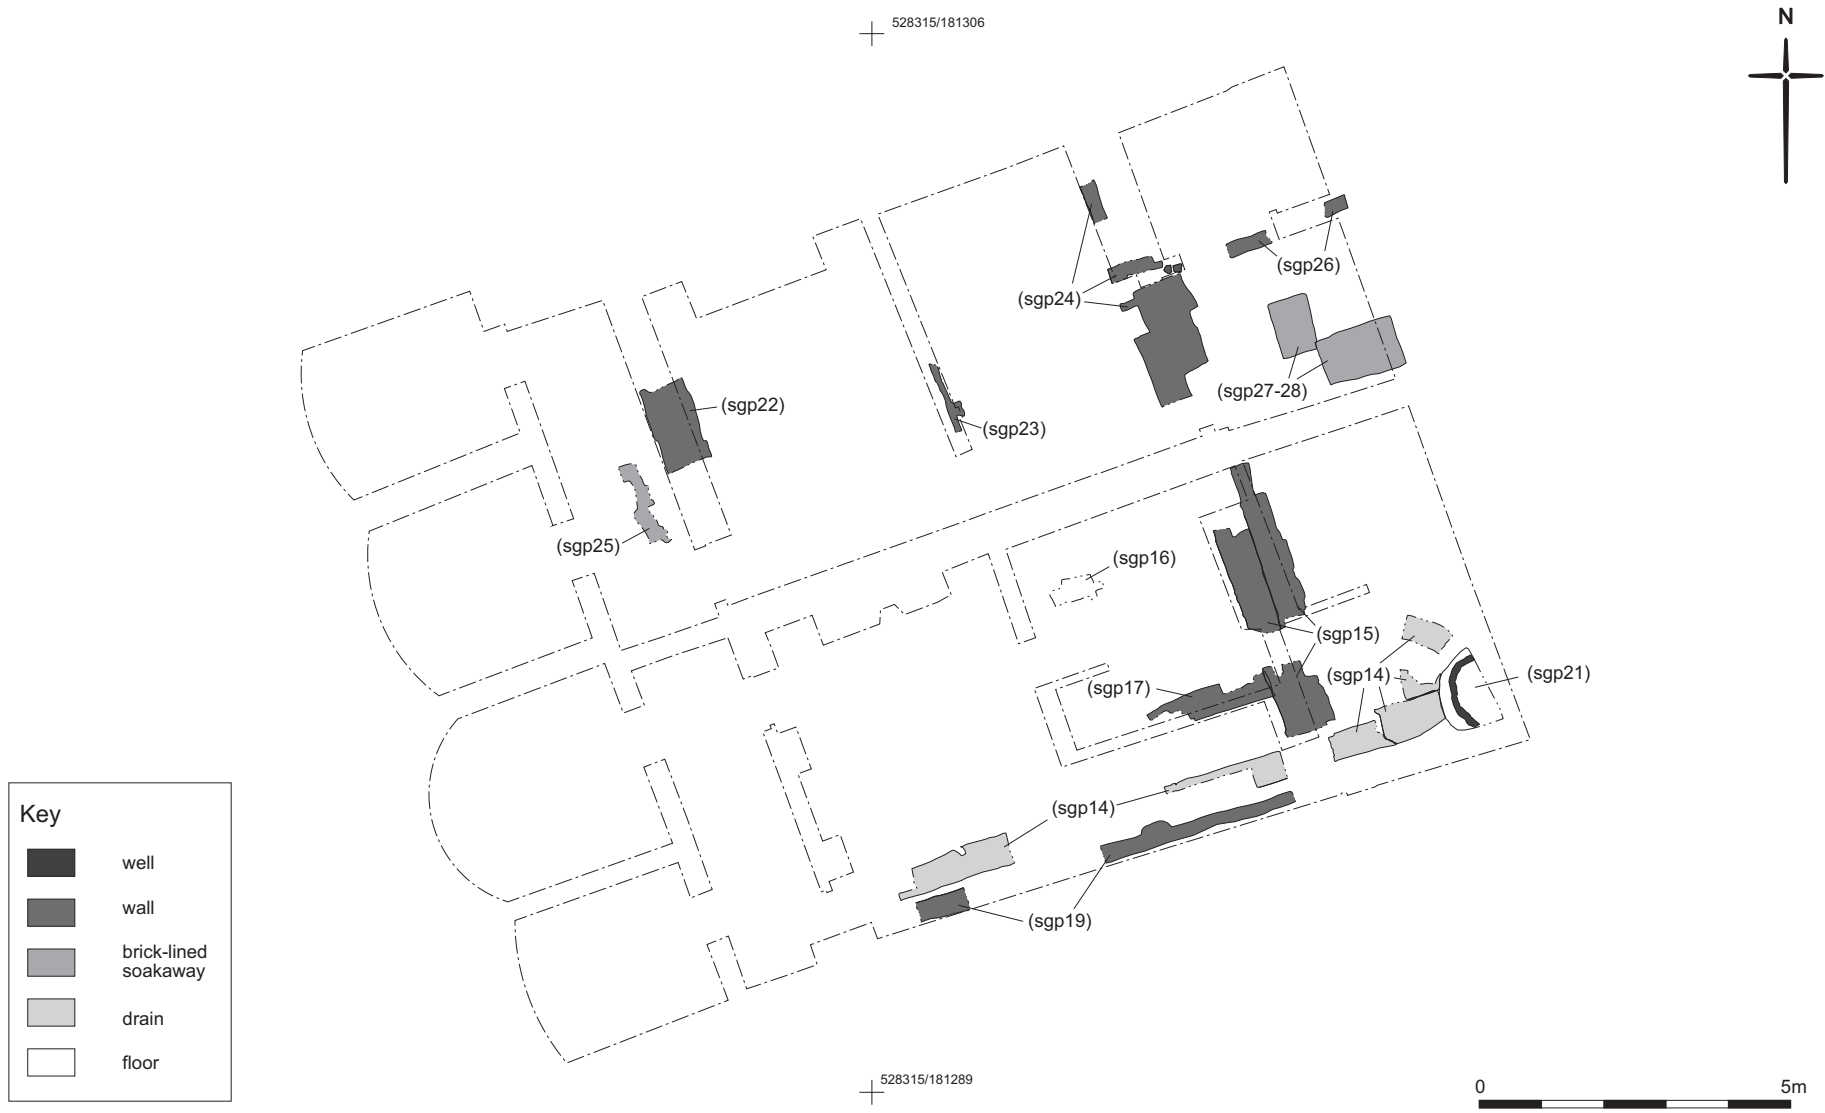 528315/181306
N
(sgp26)
(sgp24)
(sgp27-28)
(sgp22)
(sgp23)
(sgp25)
(sgp16)
(sgp15)
(sgp14)
(sgp21)
(sgp17)
(sgp14)
(sgp19)
Key
well
wall
brick-lined
soakaway
drain
floor
528315/181289
0 5m